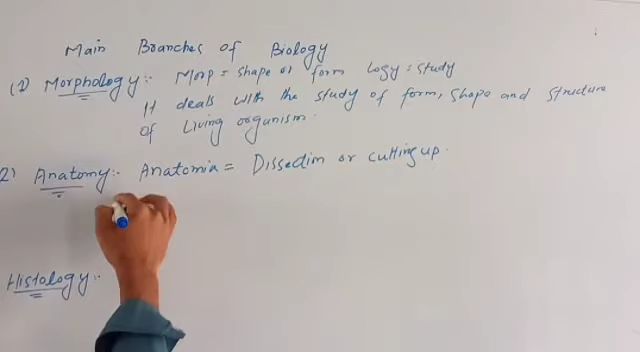 Main Branches of Biology
(1) Morphology:- Morp = shape or form Logy = study
It deals with the study of form, shape and structure
of Living organism.
2) Anatomy:- Anatomia = Dissection or cutting up.
Histology:-